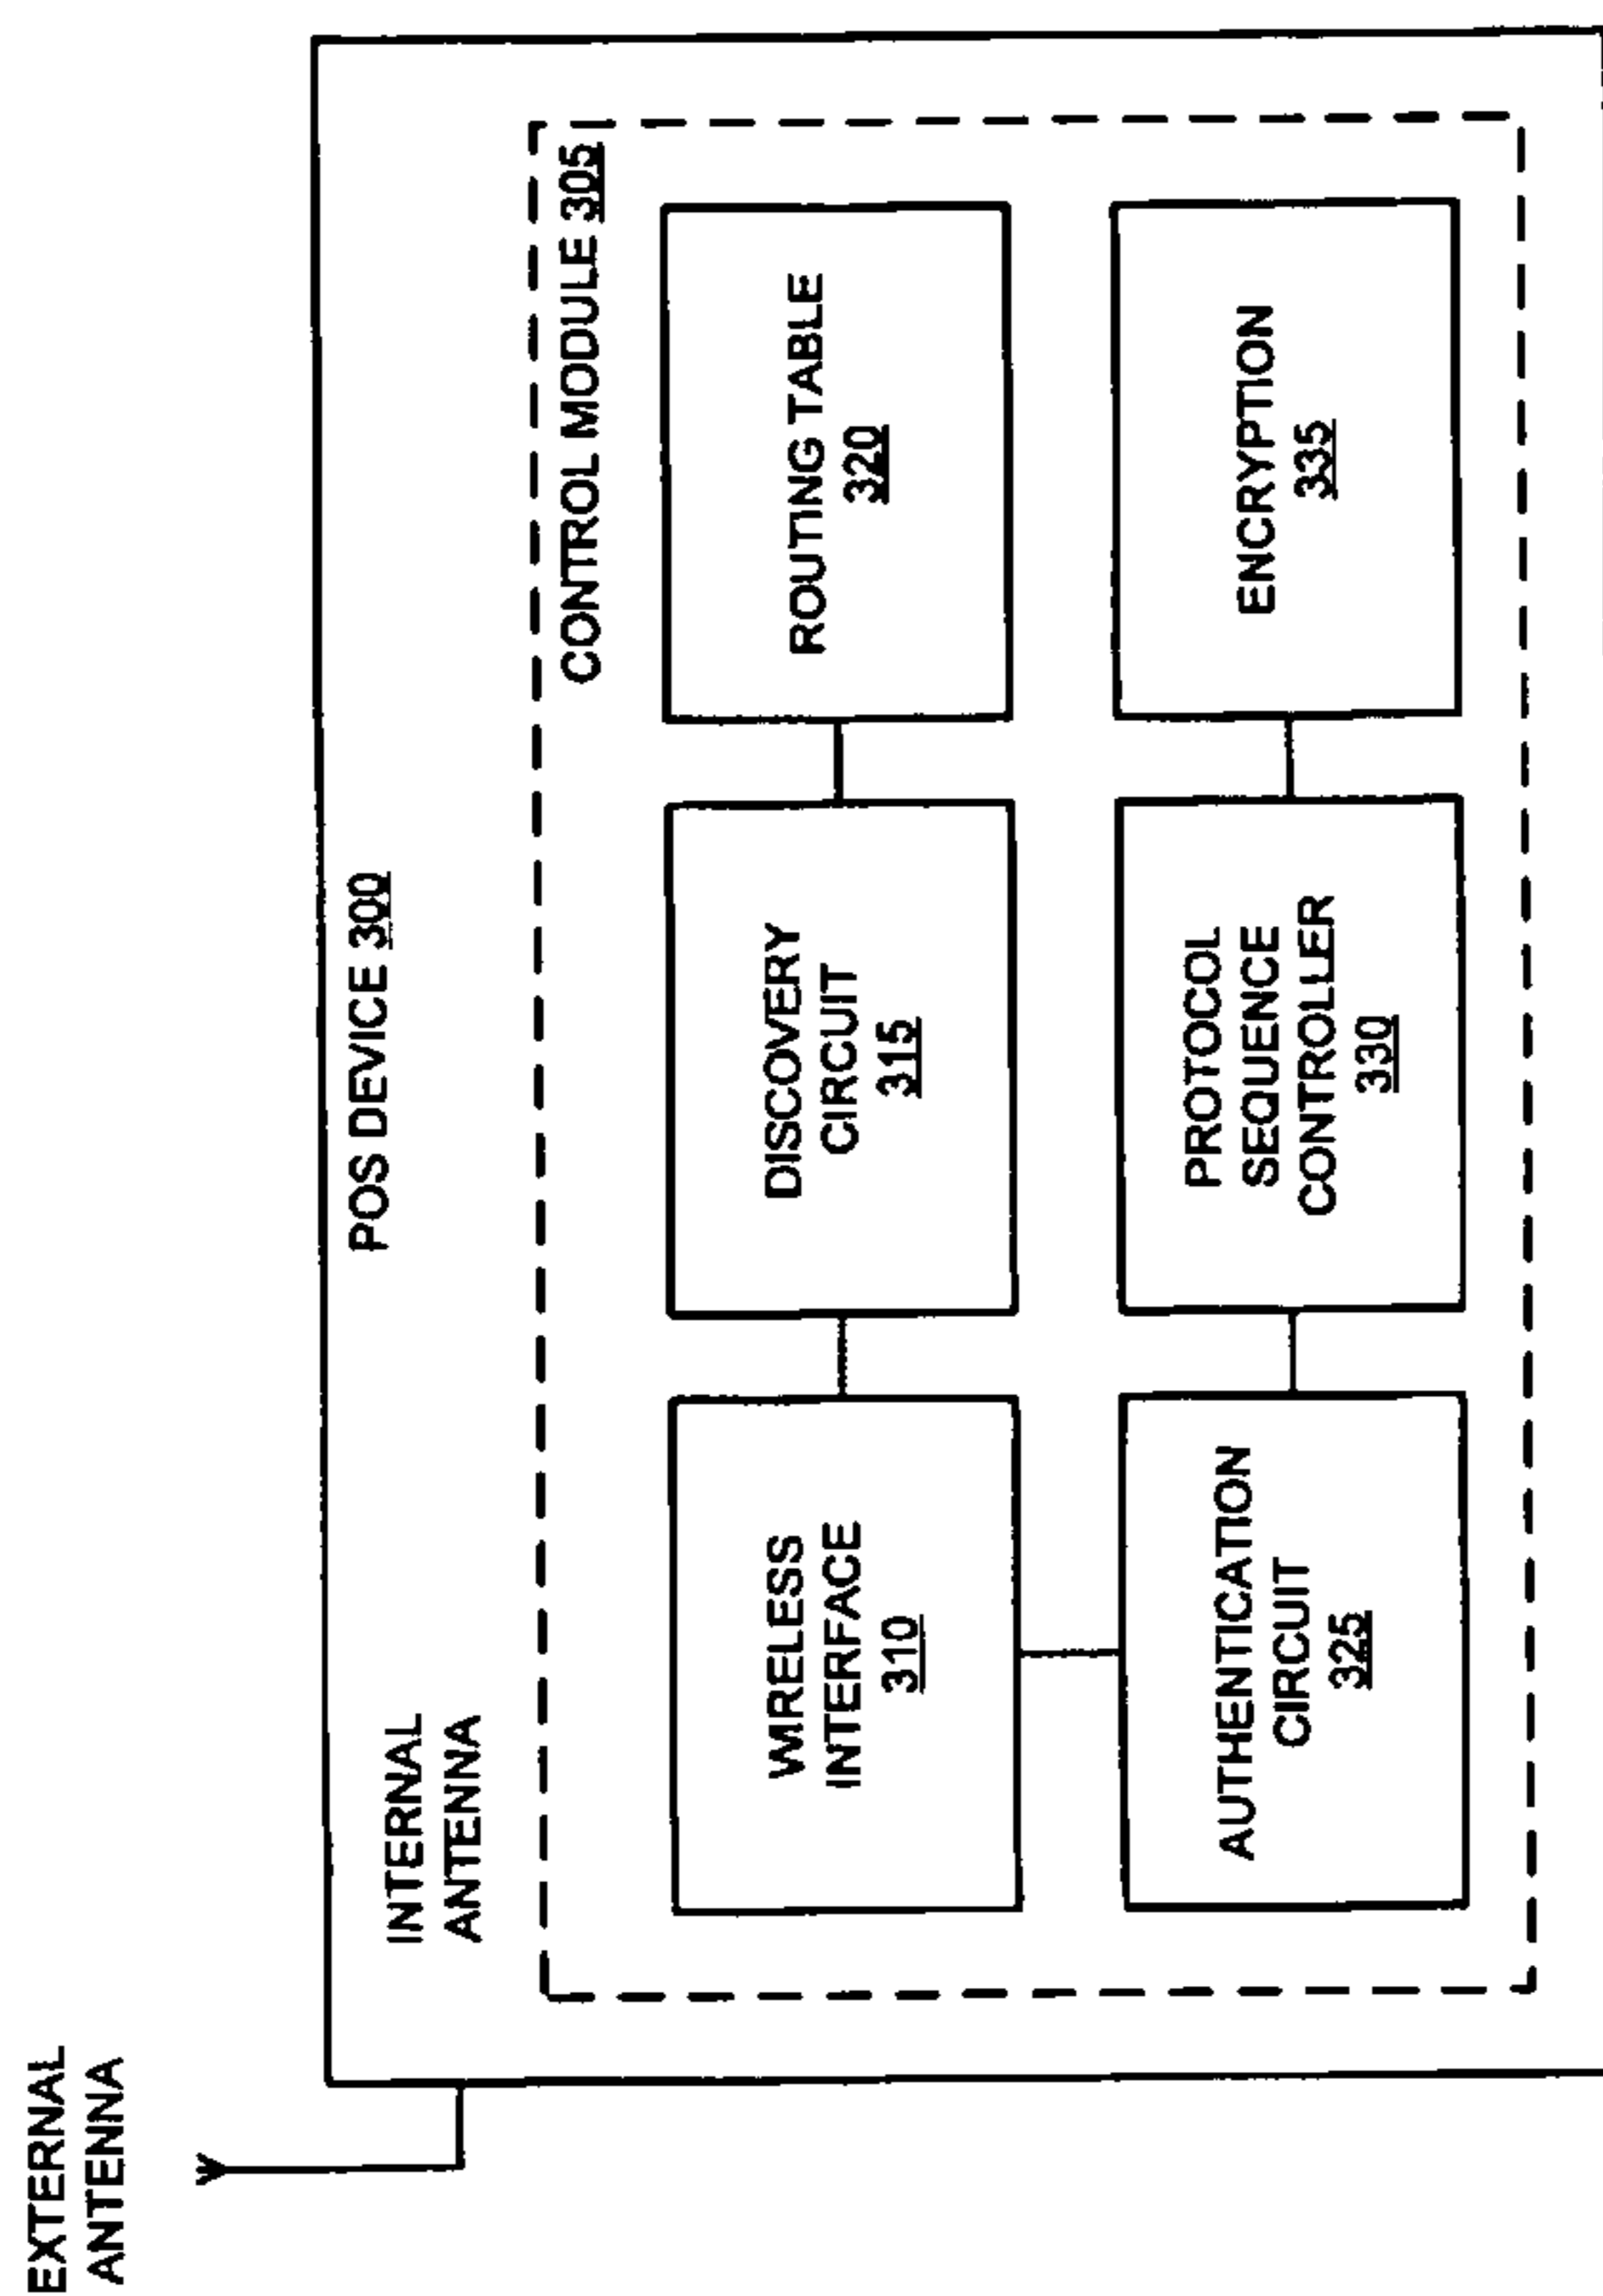 EXTERNAL
ANTENNA
POS DEVICE 300
INTERNAL
ANTENNA
CONTROL MODULE 305
WIRELESS
INTERFACE
310
DISCOVERY
CIRCUIT
315
ROUTING TABLE
320
AUTHENTICATION
CIRCUIT
325
PROTOCOL
SEQUENCE
CONTROLLER
330
ENCRYPTION
335